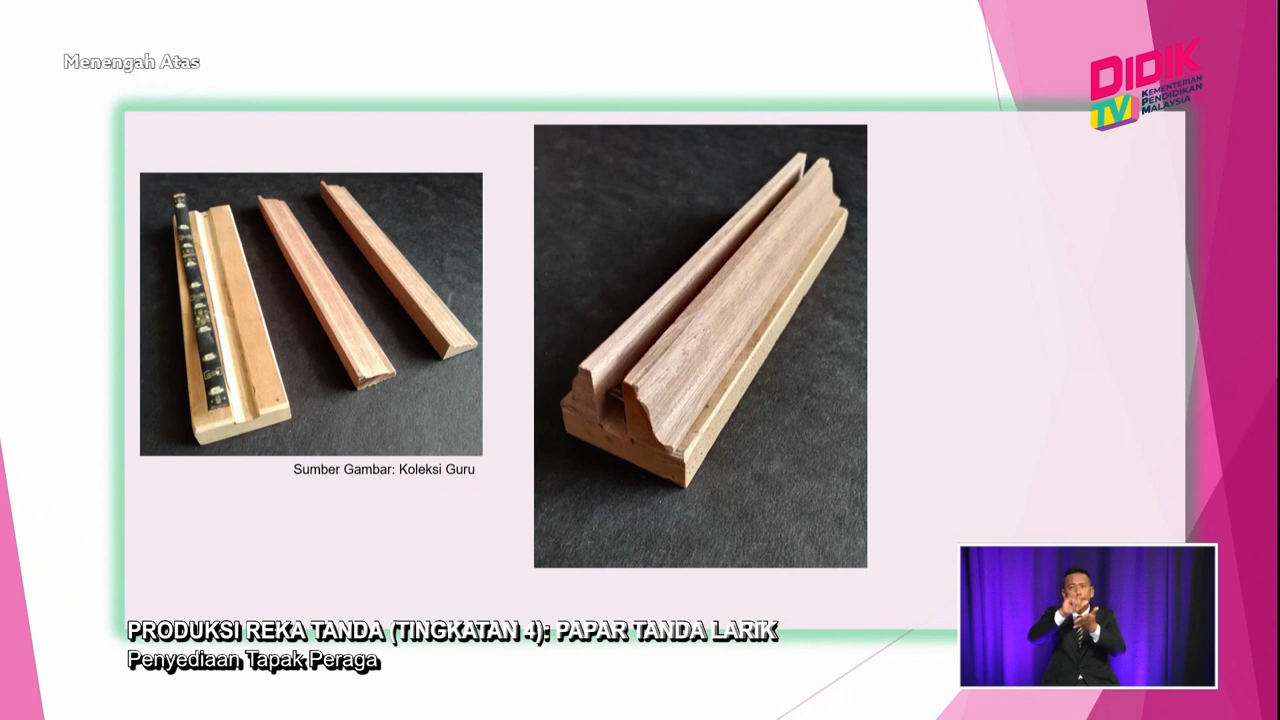 Menengah Atas
DIDIK
TV
KEMENTERIAN
PENDIDIKAN
MALAYSIA
Sumber Gambar: Koleksi Guru
PRODUKSI REKA TANDA (TINGKATAN 4): PAPAR TANDA LARIK
Penyediaan Tapak Peraga